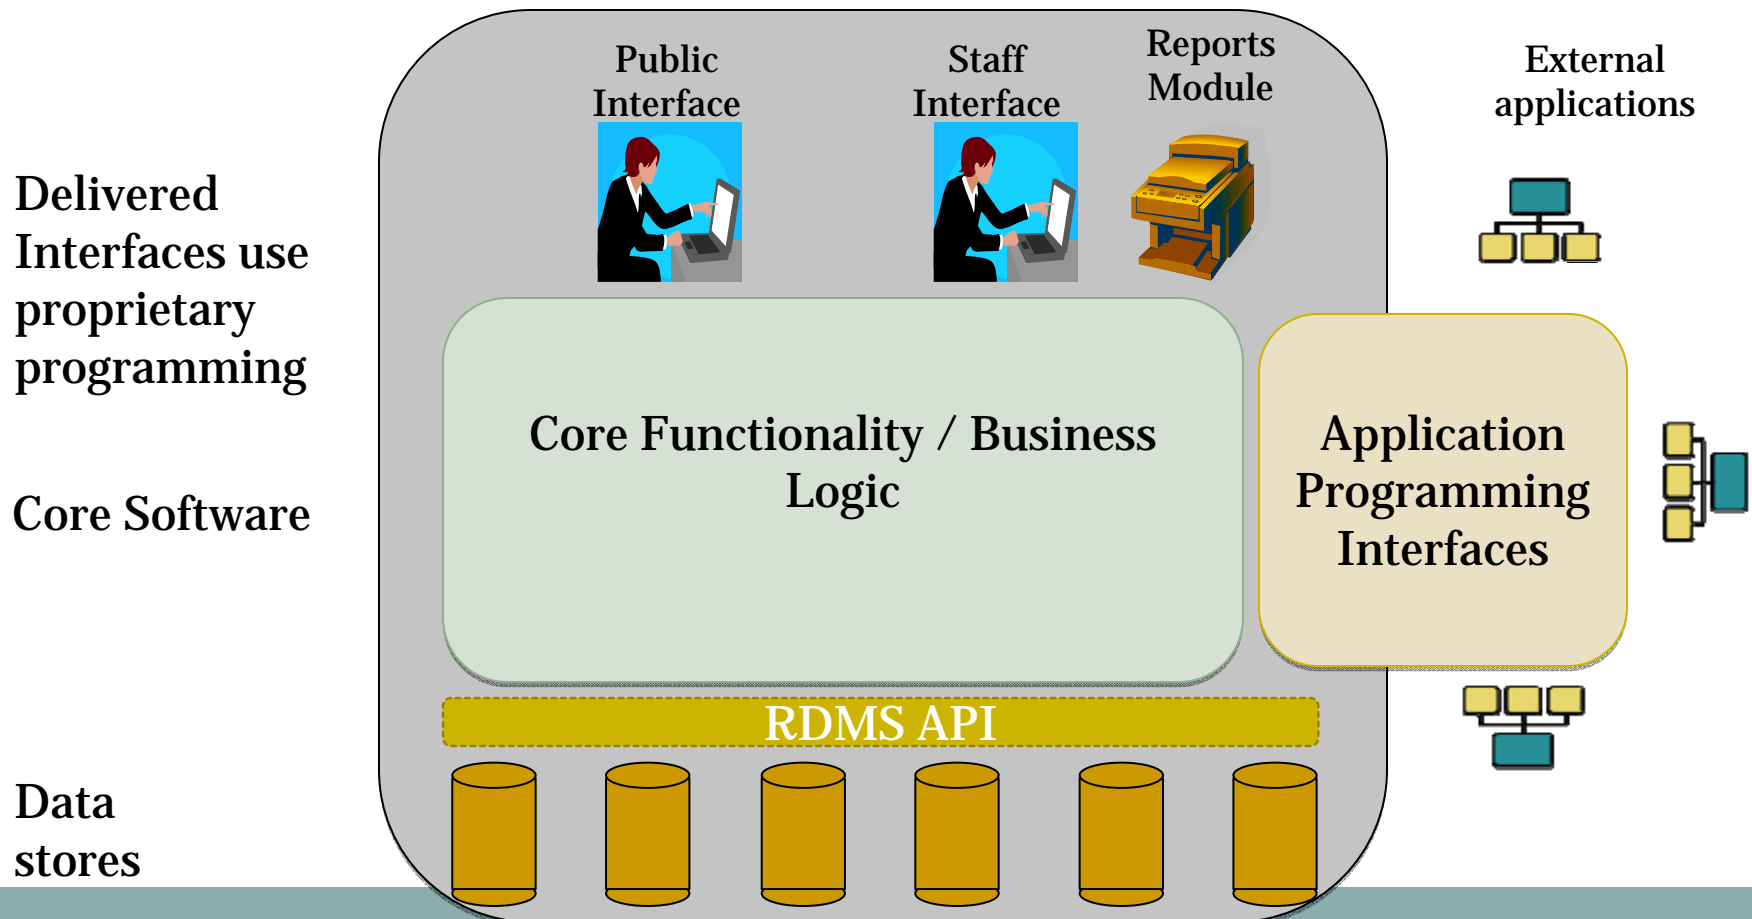 Public
Interface
Staff
Interface
Reports
Module
External
applications
Delivered
Interfaces use
proprietary
programming
Core Functionality / Business
Logic
Application
Programming
Interfaces
Core Software
RDMS API
Data
stores